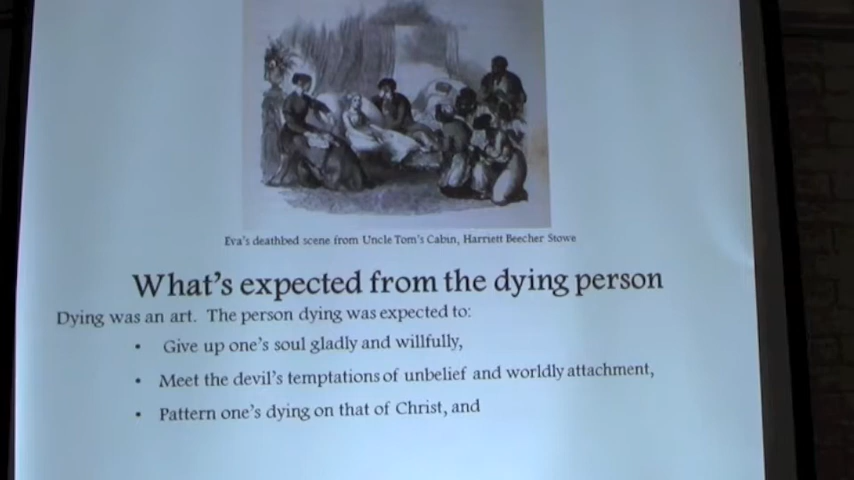 Eva's deathbed scene from Uncle Tom's Cabin, Harriett Beecher Stowe
What's expected from the dying person
Dying was an art. The person dying was expected to:
• Give up one's soul gladly and willfully,
• Meet the devil's temptations of unbelief and worldly attachment,
• Pattern one's dying on that of Christ, and